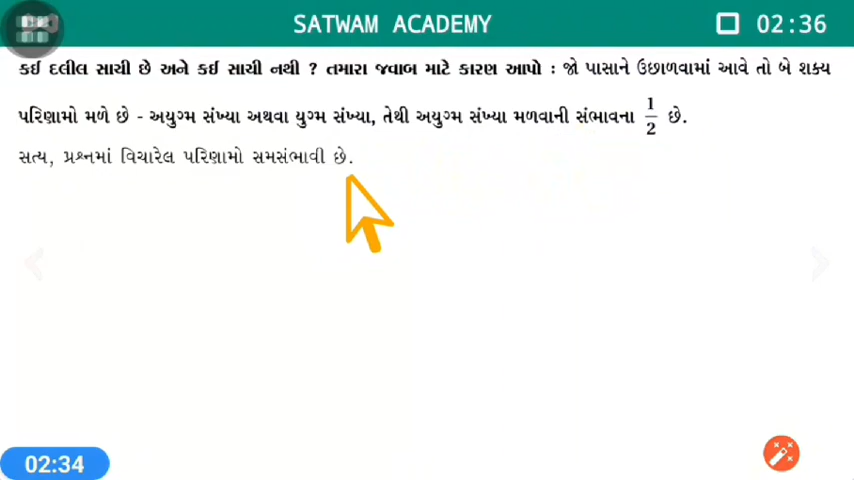 SATWAM ACADEMY
02:36
કઈ દલીલ સાચી છે અને કઈ સાચી નથી ? તમારા જવાબ માટે કારણ આપો : જો પાસાને ઉછાળવામાં આવે તો બે શક્ય
પરિણામો મળે છે - અયુગ્મ સંખ્યા અથવા યુગ્મ સંખ્યા, તેથી અયુગ્મ સંખ્યા મળવાની સંભાવના 1/2 છે.
સત્ય, પ્રશ્નમાં વિચારેલ પરિણામો સમસંભાવી છે.
02:34